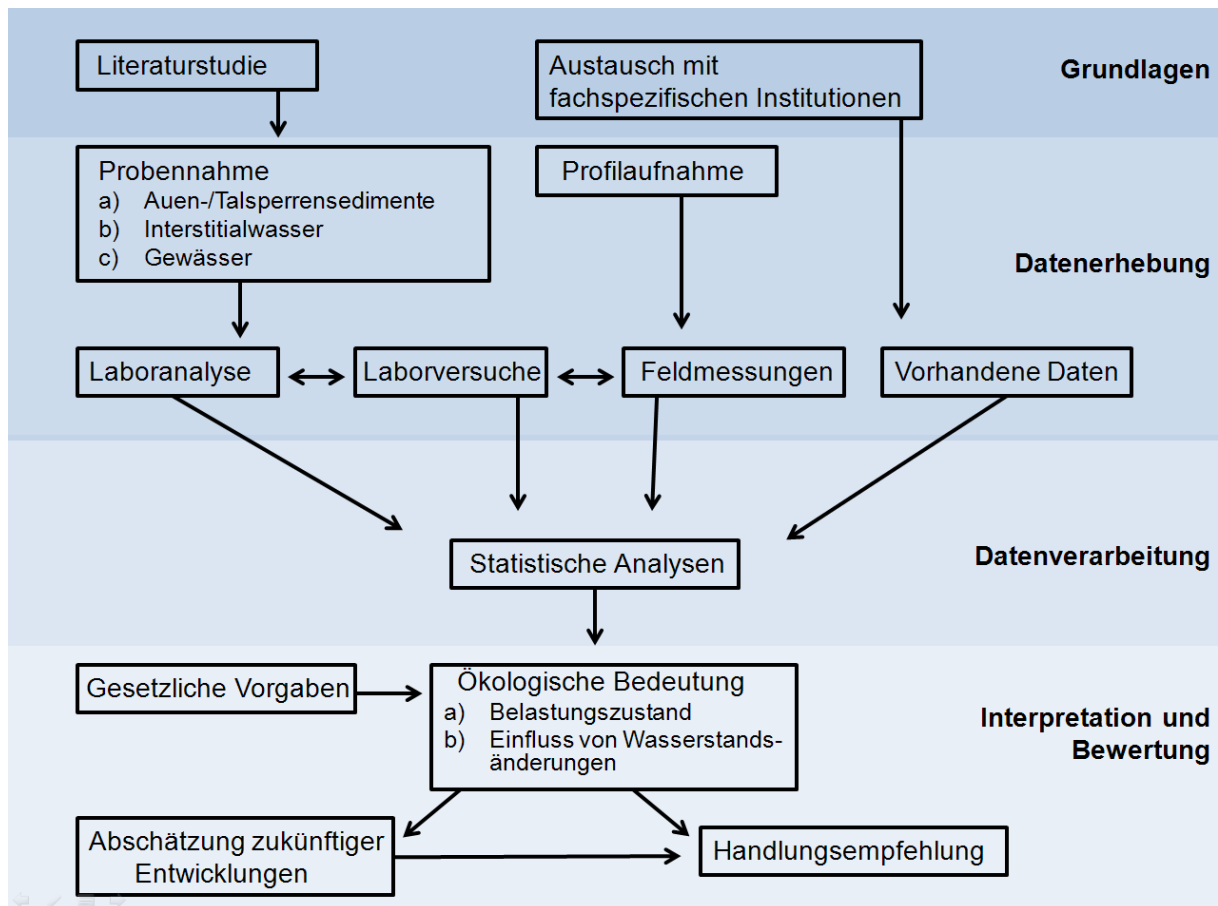 Literaturstudie
Austausch mit
fachspezifischen Institutionen
Grundlagen
Probennahme
a) Auen-/Talsperrensedimente
b) Interstitialwasser
c) Gewässer
Profilaufnahme
Datenerhebung
Laboranalyse
Laborversuche
Feldmessungen
Vorhandene Daten
Statistische Analysen
Datenverarbeitung
Gesetzliche Vorgaben
Ökologische Bedeutung
a) Belastungszustand
b) Einfluss von Wasserstands-
änderungen
Interpretation und
Bewertung
Abschätzung zukünftiger
Entwicklungen
Handlungsempfehlung